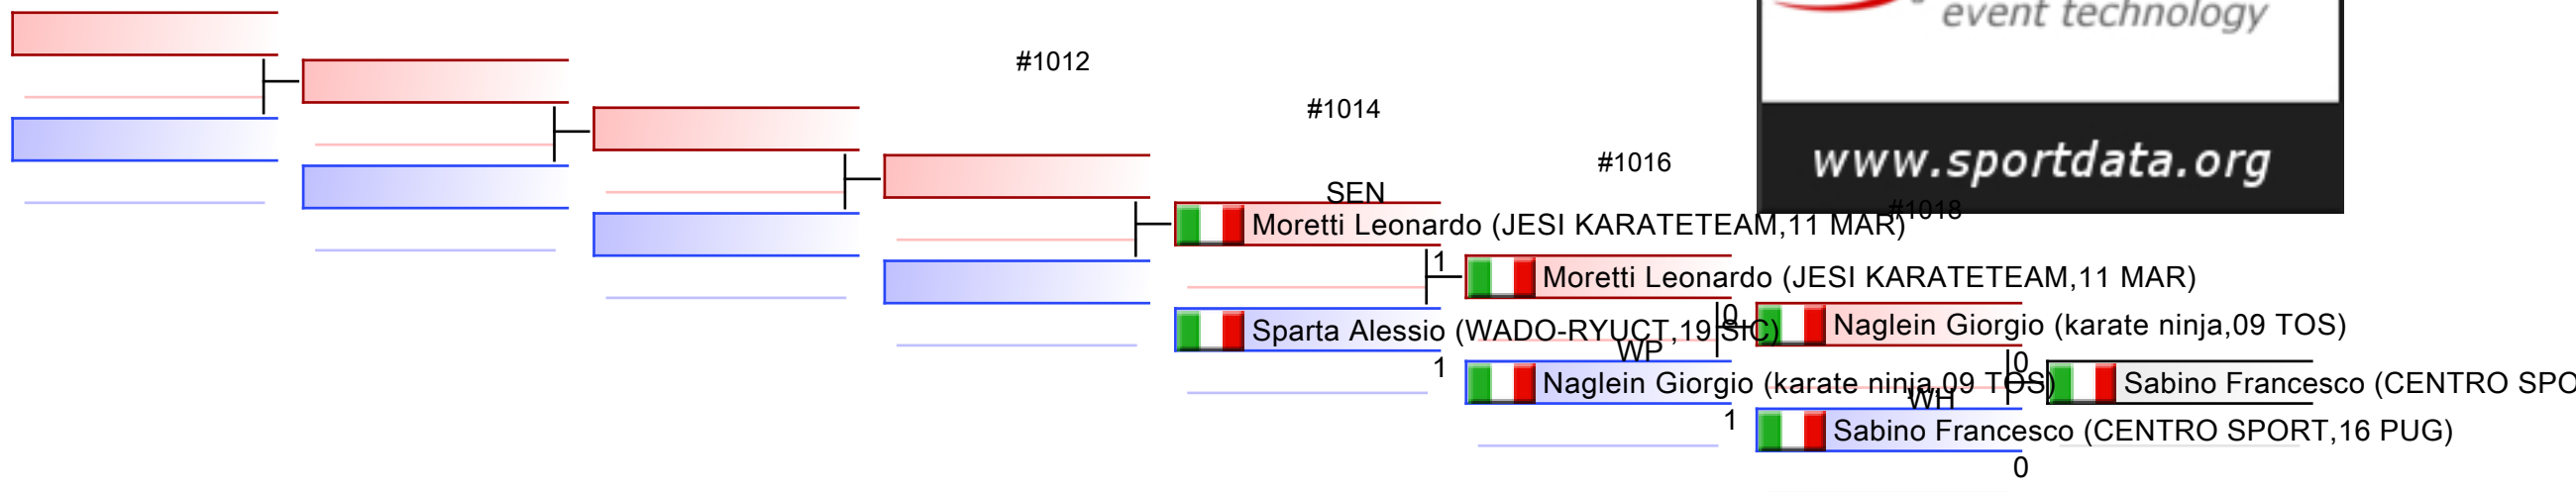 event technology
#1012
#1014
#1016
www.sportdata.org
SEN
#1018
Moretti Leonardo (JESI KARATETEAM,11 MAR)
1
Moretti Leonardo (JESI KARATETEAM,11 MAR)
0
Naglein Giorgio (karate ninja,09 TOS)
Sparta Alessio (WADO-RYUCT,19 SIC)
WP
1
0
Naglein Giorgio (karate ninja,09 TOS)
Sabino Francesco (CENTRO SPO
WH
1
Sabino Francesco (CENTRO SPORT,16 PUG)
0